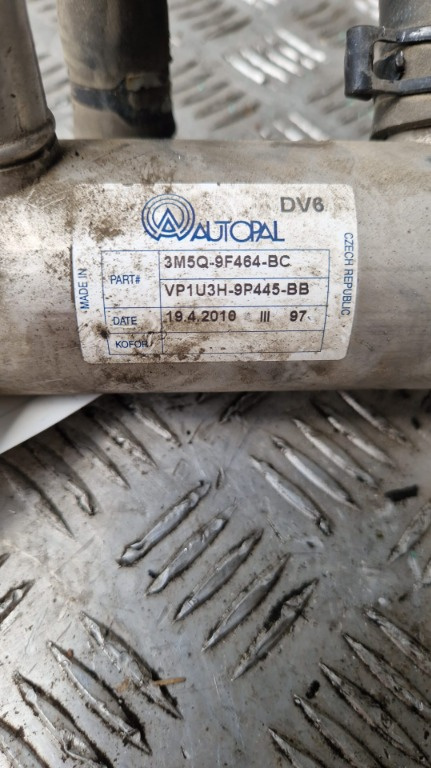 DV6
AUTOPAL
MADE IN
CZECH REPUBLIC
PART#
3M5Q-9F464-BC
VP1U3H-9P445-BB
DATE
19.4.2010 III 97
KOFOR